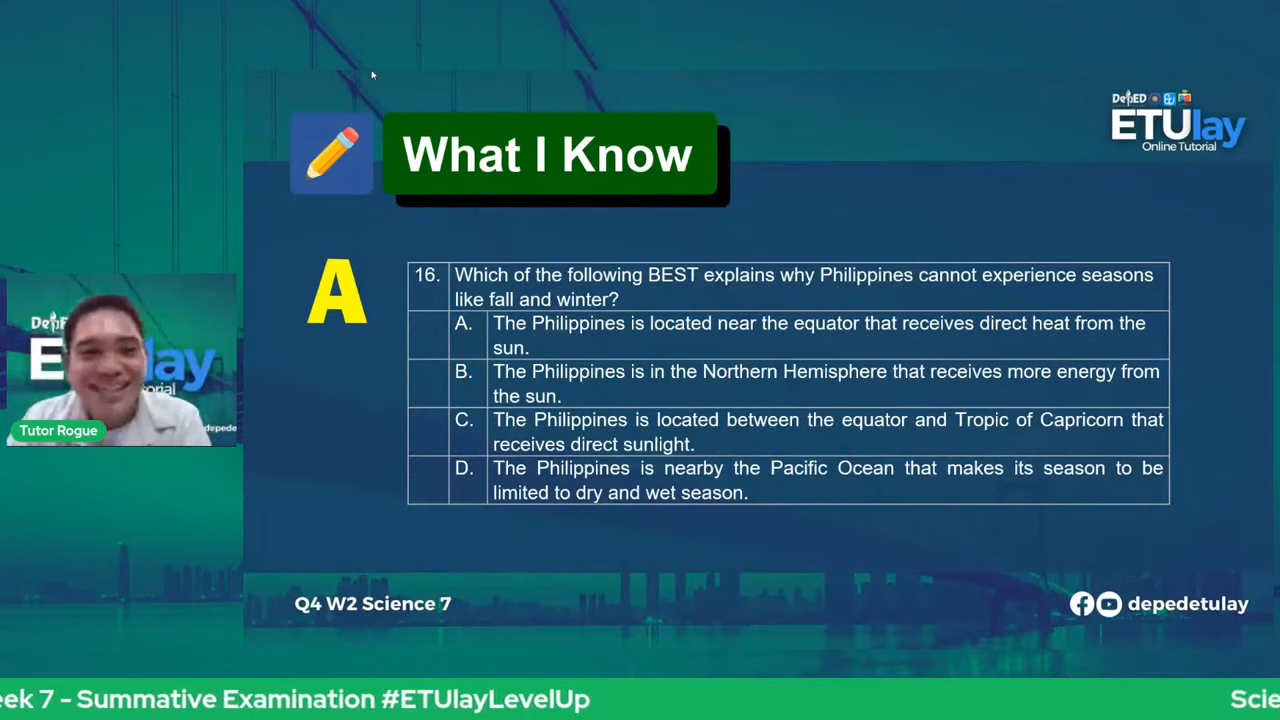 What I Know
DepED
ETUlay
Online Tutorial
A
16. Which of the following BEST explains why Philippines cannot experience seasons
like fall and winter?
A. The Philippines is located near the equator that receives direct heat from the
sun.
B. The Philippines is in the Northern Hemisphere that receives more energy from
the sun.
C. The Philippines is located between the equator and Tropic of Capricorn that
receives direct sunlight.
D. The Philippines is nearby the Pacific Ocean that makes its season to be
limited to dry and wet season.
DepE
E lay
orial
depede
Tutor Rogue
Q4 W2 Science 7
depedetulay
eek 7 - Summative Examination #ETUlayLevelUp
Scie